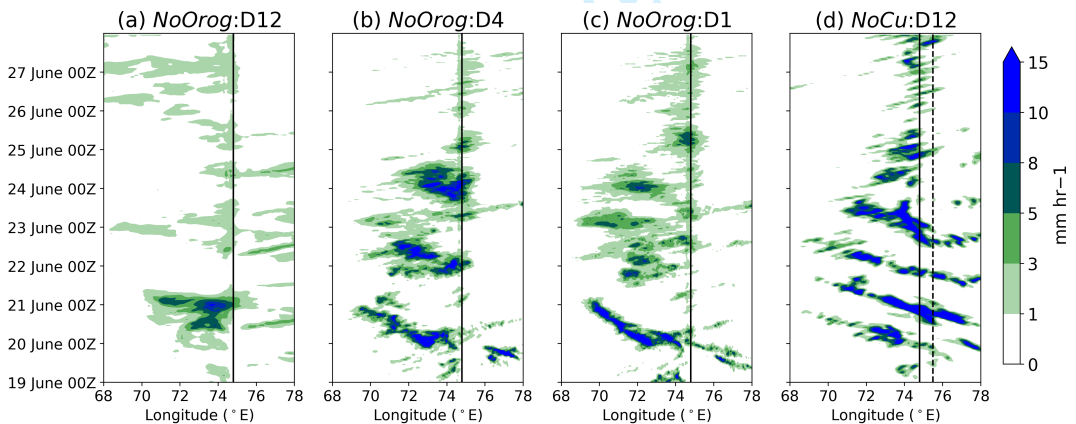 (a) NoOrog:D12
(b) NoOrog:D4
(c) NoOrog:D1
(d) NoCu:D12
27 June 00Z
26 June 00Z
25 June 00Z
24 June 00Z
23 June 00Z
22 June 00Z
21 June 00Z
20 June 00Z
19 June 00Z
68 70 72 74 76 78
68 70 72 74 76 78
68 70 72 74 76 78
68 70 72 74 76 78
Longitude (°E)
Longitude (°E)
Longitude (°E)
Longitude (°E)
15
10
8
5
3
1
0
mm hr−1